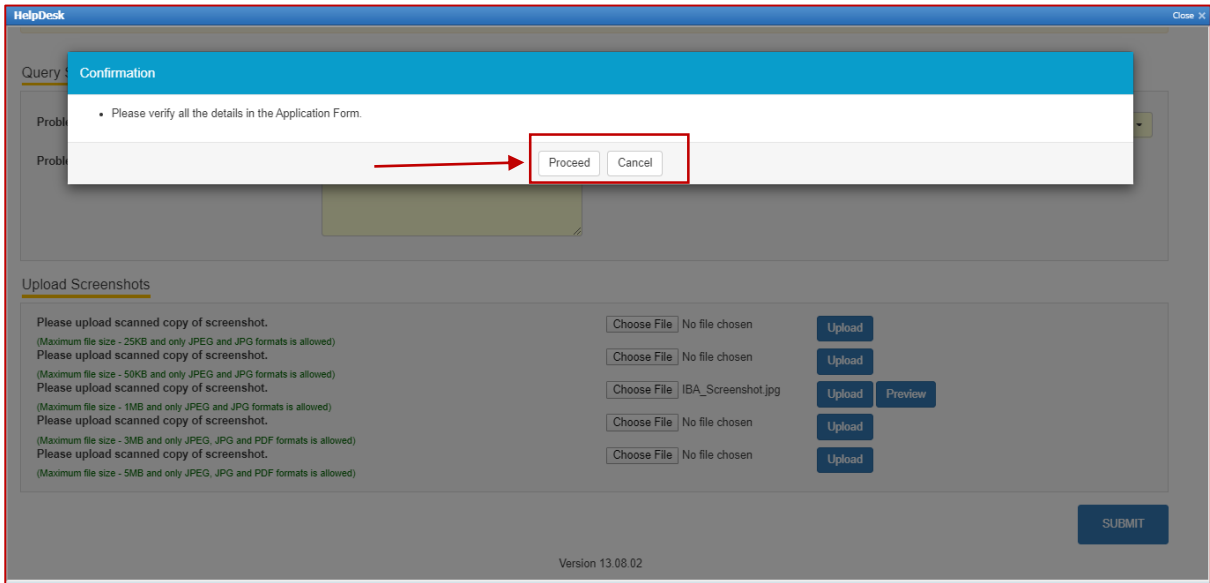 HelpDesk
Close X
Query S
Confirmation
• Please verify all the details in the Application Form.
Proble
Proble
Proceed Cancel
Upload Screenshots
Please upload scanned copy of screenshot. Choose File No file chosen Upload
(Maximum file size - 25KB and only JPEG and JPG formats is allowed)
Please upload scanned copy of screenshot. Choose File No file chosen Upload
(Maximum file size - 50KB and only JPEG and JPG formats is allowed)
Please upload scanned copy of screenshot. Choose File IBA_Screenshot.jpg Upload Preview
(Maximum file size - 1MB and only JPEG and JPG formats is allowed)
Please upload scanned copy of screenshot. Choose File No file chosen Upload
(Maximum file size - 3MB and only JPEG, JPG and PDF formats is allowed)
Please upload scanned copy of screenshot. Choose File No file chosen Upload
(Maximum file size - 5MB and only JPEG, JPG and PDF formats is allowed)
SUBMIT
Version 13.08.02